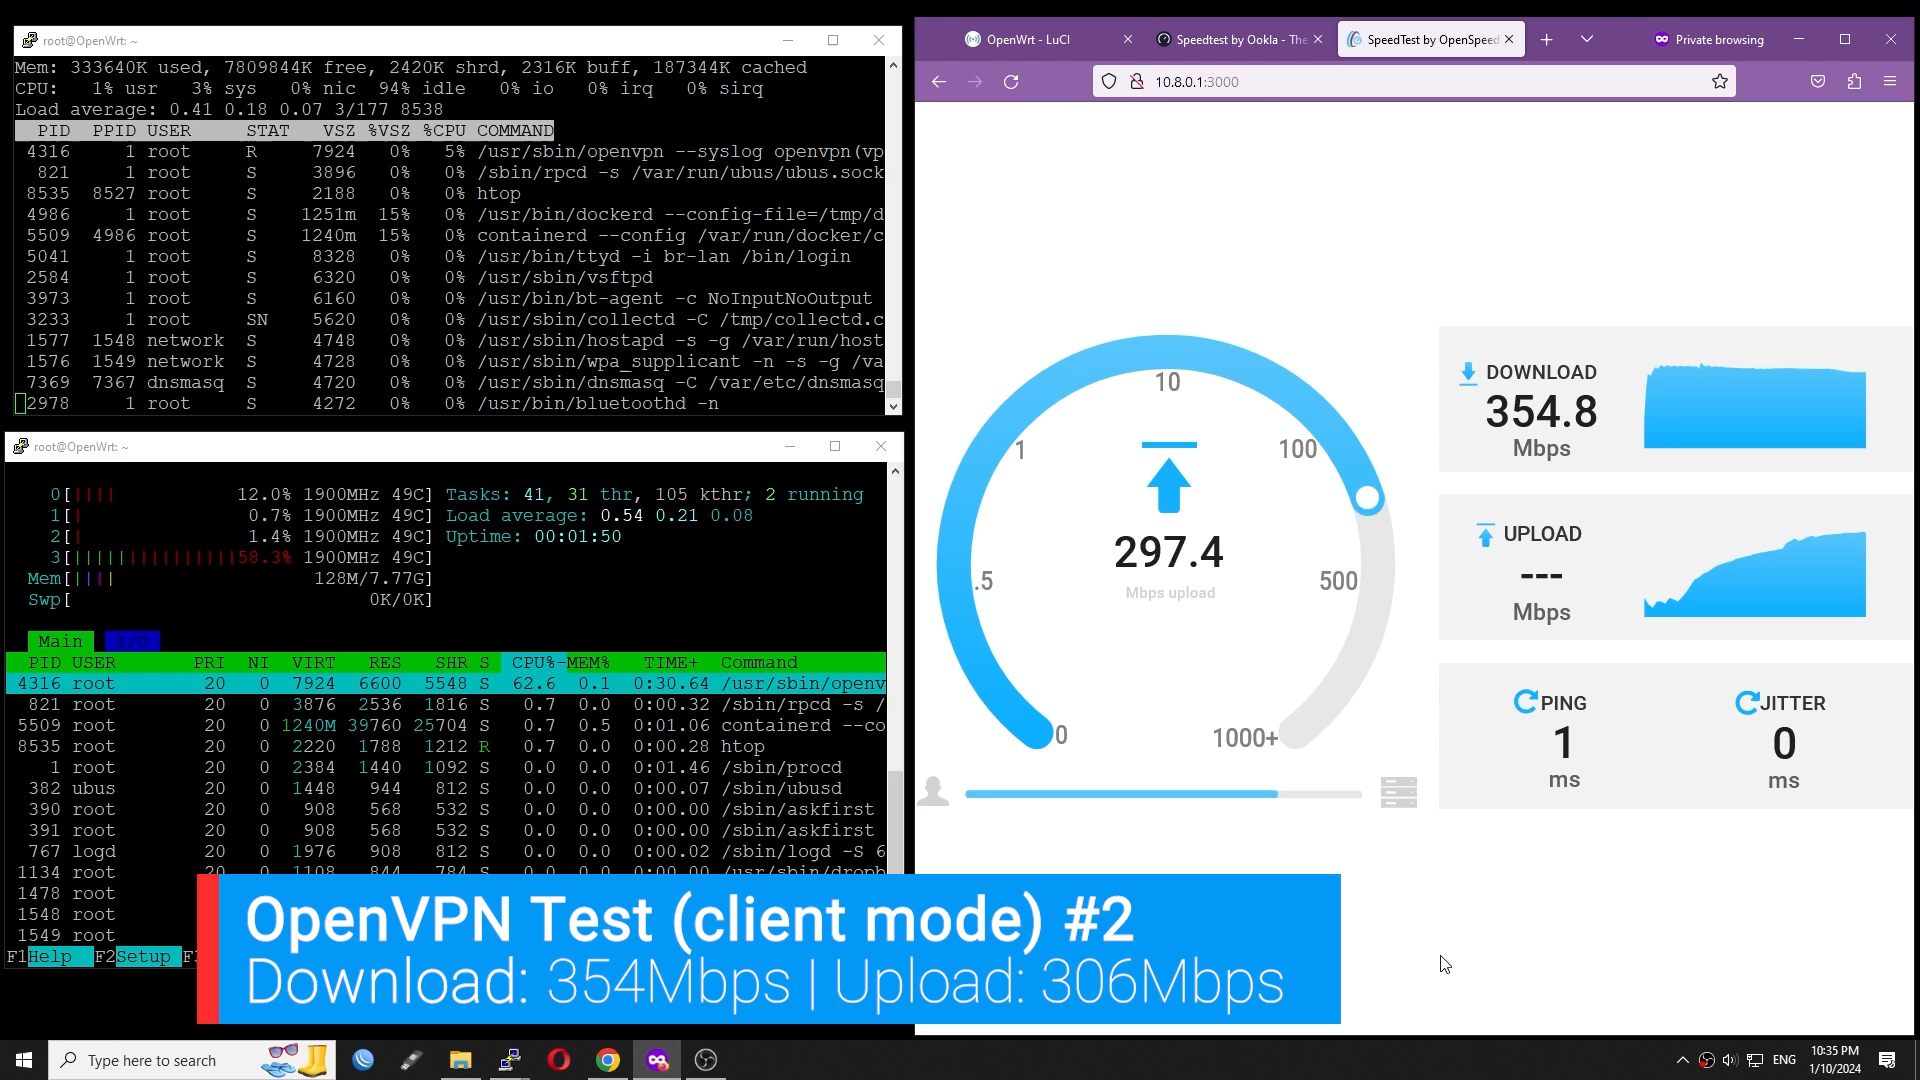 root@OpenWrt: ~
Mem: 333640K used, 7809844K free, 2420K shrd, 2316K buff, 187344K cached
CPU: 1% usr 3% sys 0% nic 94% idle 0% io 0% irq 0% sirq
Load average: 0.41 0.18 0.07 3/177 8538
PID PPID USER STAT VSZ %VSZ %CPU COMMAND
4316 1 root R 7924 0% 5% /usr/sbin/openvpn --syslog openvpn(vp
821 1 root S 3896 0% 0% /sbin/rpcd -s /var/run/ubus/ubus.sock
8535 8527 root S 2188 0% 0% htop
4986 1 root S 1251m 15% 0% /usr/bin/dockerd --config-file=/tmp/d
5509 4986 root S 1240m 15% 0% containerd --config /var/run/docker/c
5041 1 root S 8328 0% 0% /usr/bin/ttyd -i br-lan /bin/login
2584 1 root S 6320 0% 0% /usr/sbin/vsftpd
3973 1 root S 6160 0% 0% /usr/bin/bt-agent -c NoInputNoOutput
3233 1 root SN 5620 0% 0% /usr/sbin/collectd -C /tmp/collectd.c
1577 1548 network S 4748 0% 0% /usr/sbin/hostapd -s -g /var/run/host
1576 1549 network S 4728 0% 0% /usr/sbin/wpa_supplicant -n -s -g /va
7369 7367 dnsmasq S 4720 0% 0% /usr/sbin/dnsmasq -C /var/etc/dnsmasq
2978 1 root S 4272 0% 0% /usr/bin/bluetoothd -n
root@OpenWrt: ~
0[|||| 12.0% 1900MHz 49C] Tasks: 41, 31 thr, 105 kthr; 2 running
1[| 0.7% 1900MHz 49C] Load average: 0.54 0.21 0.08
2[| 1.4% 1900MHz 49C] Uptime: 00:01:50
3[|||||||||||||||58.3% 1900MHz 49C]
Mem[|||| 128M/7.77G]
Swp[ 0K/0K]
Main I/O
PID USER PRI NI VIRT RES SHR S CPU%-MEM% TIME+ Command
4316 root 20 0 7924 6600 5548 S 62.6 0.1 0:30.64 /usr/sbin/openv
821 root 20 0 3876 2536 1816 S 0.7 0.0 0:00.32 /sbin/rpcd -s /
5509 root 20 0 1240M 39760 25704 S 0.7 0.5 0:01.06 containerd --co
8535 root 20 0 2220 1788 1212 R 0.7 0.0 0:00.28 htop
1 root 20 0 2384 1440 1092 S 0.0 0.0 0:01.46 /sbin/procd
382 ubus 20 0 1448 944 812 S 0.0 0.0 0:00.07 /sbin/ubusd
390 root 20 0 908 568 532 S 0.0 0.0 0:00.00 /sbin/askfirst
391 root 20 0 908 568 532 S 0.0 0.0 0:00.00 /sbin/askfirst
767 logd 20 0 1976 908 812 S 0.0 0.0 0:00.02 /sbin/logd -S 6
1134 root 20 0 1108 844 784 S 0.0 0.0 0:00.00 /usr/sbin/dropb
1478 root
1548 root
1549 root
F1Help F2Setup F3
OpenWrt - LuCI
Speedtest by Ookla - The
SpeedTest by OpenSpeed
Private browsing
10.8.0.1:3000
0
.5
1
10
100
500
1000+
297.4
Mbps upload
DOWNLOAD
354.8
Mbps
UPLOAD
---
Mbps
PING
1
ms
JITTER
0
ms
OpenVPN Test (client mode) #2
Download: 354Mbps | Upload: 306Mbps
Type here to search
ENG
10:35 PM
1/10/2024